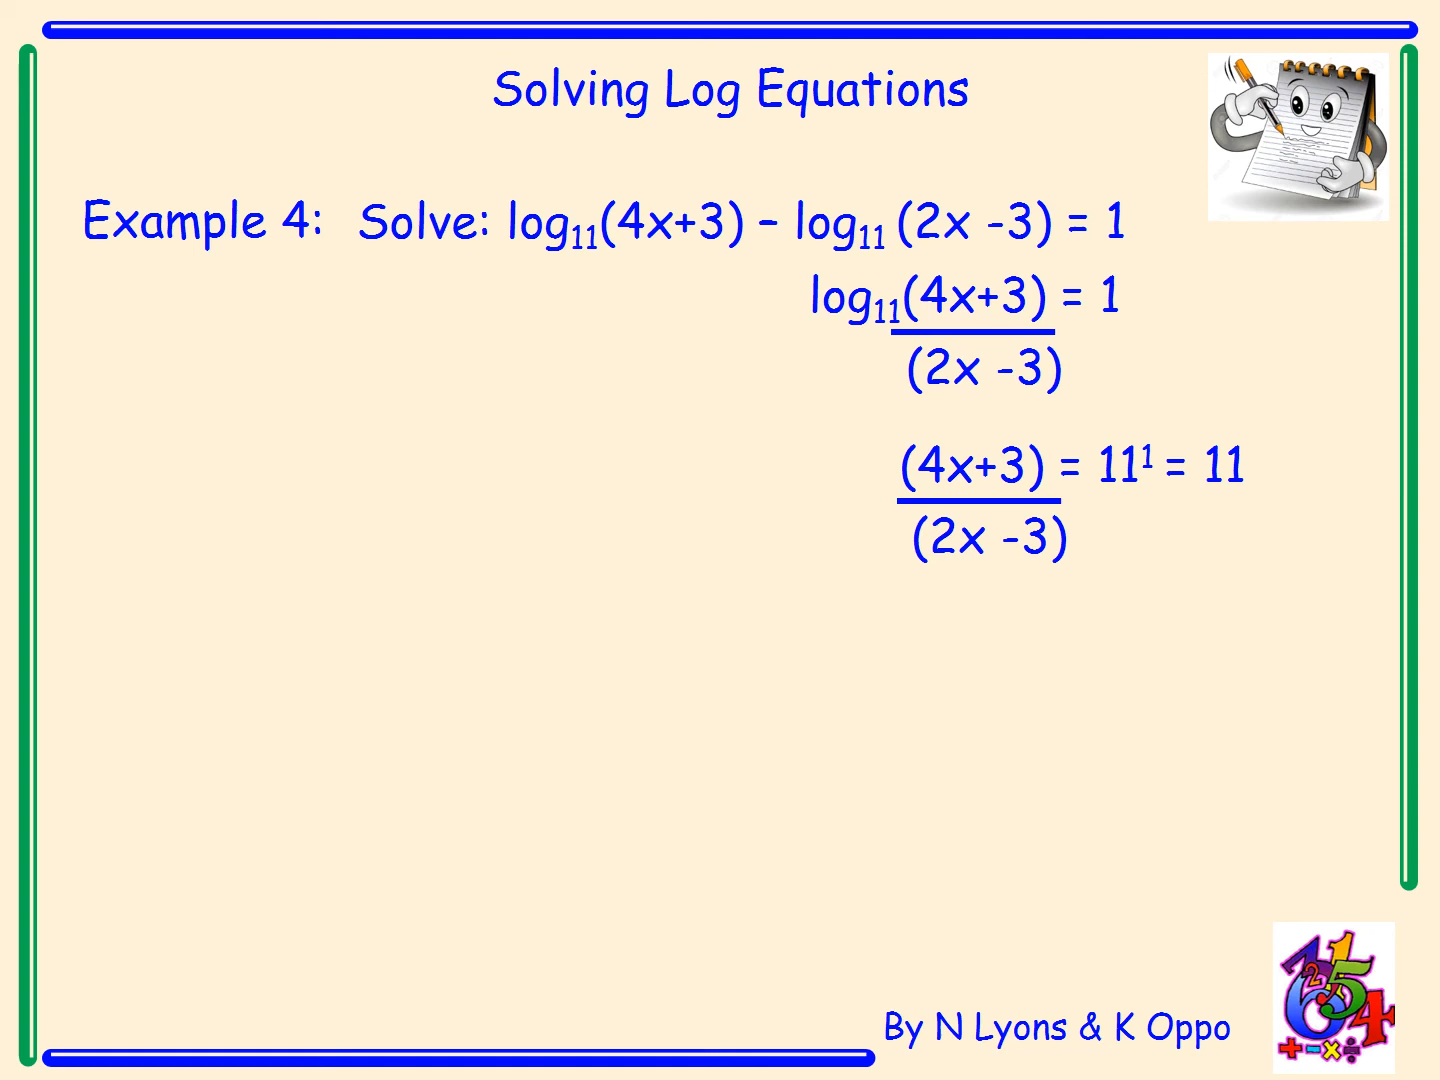 Solving Log Equations
Example 4: Solve: log₁₁(4x+3) – log₁₁ (2x -3) = 1
log₁₁(4x+3) = 1
(2x -3)
(4x+3) = 11¹ = 11
(2x -3)
By N Lyons & K Oppo